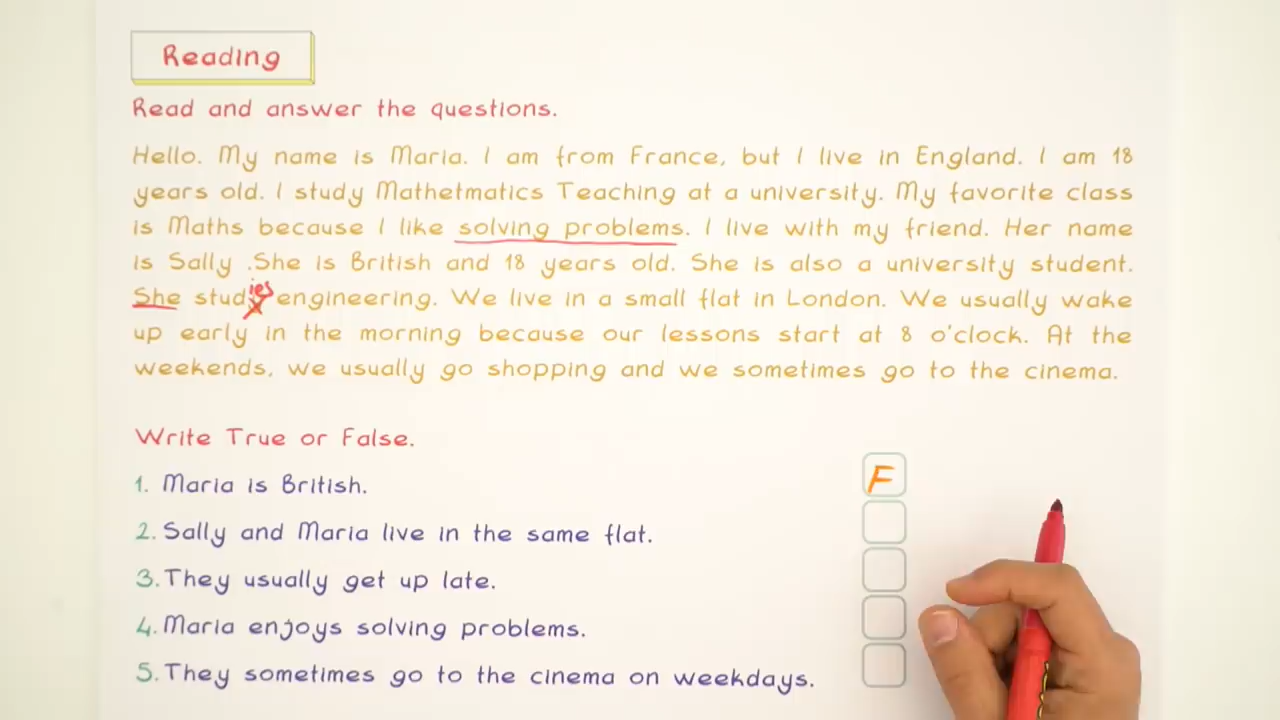 Reading
Read and answer the questions.
Hello. My name is Maria. I am from France, but I live in England. I am 18
years old. I study Mathetmatics Teaching at a university. My favorite class
is Maths because I like solving problems. I live with my friend. Her name
is Sally .She is British and 18 years old. She is also a university student.
She studyies engineering. We live in a small flat in London. We usually wake
up early in the morning because our lessons start at 8 o'clock. At the
weekends, we usually go shopping and we sometimes go to the cinema.
Write True or False.
1. Maria is British. F
2. Sally and Maria live in the same flat.
3. They usually get up late.
4. Maria enjoys solving problems.
5. They sometimes go to the cinema on weekdays.